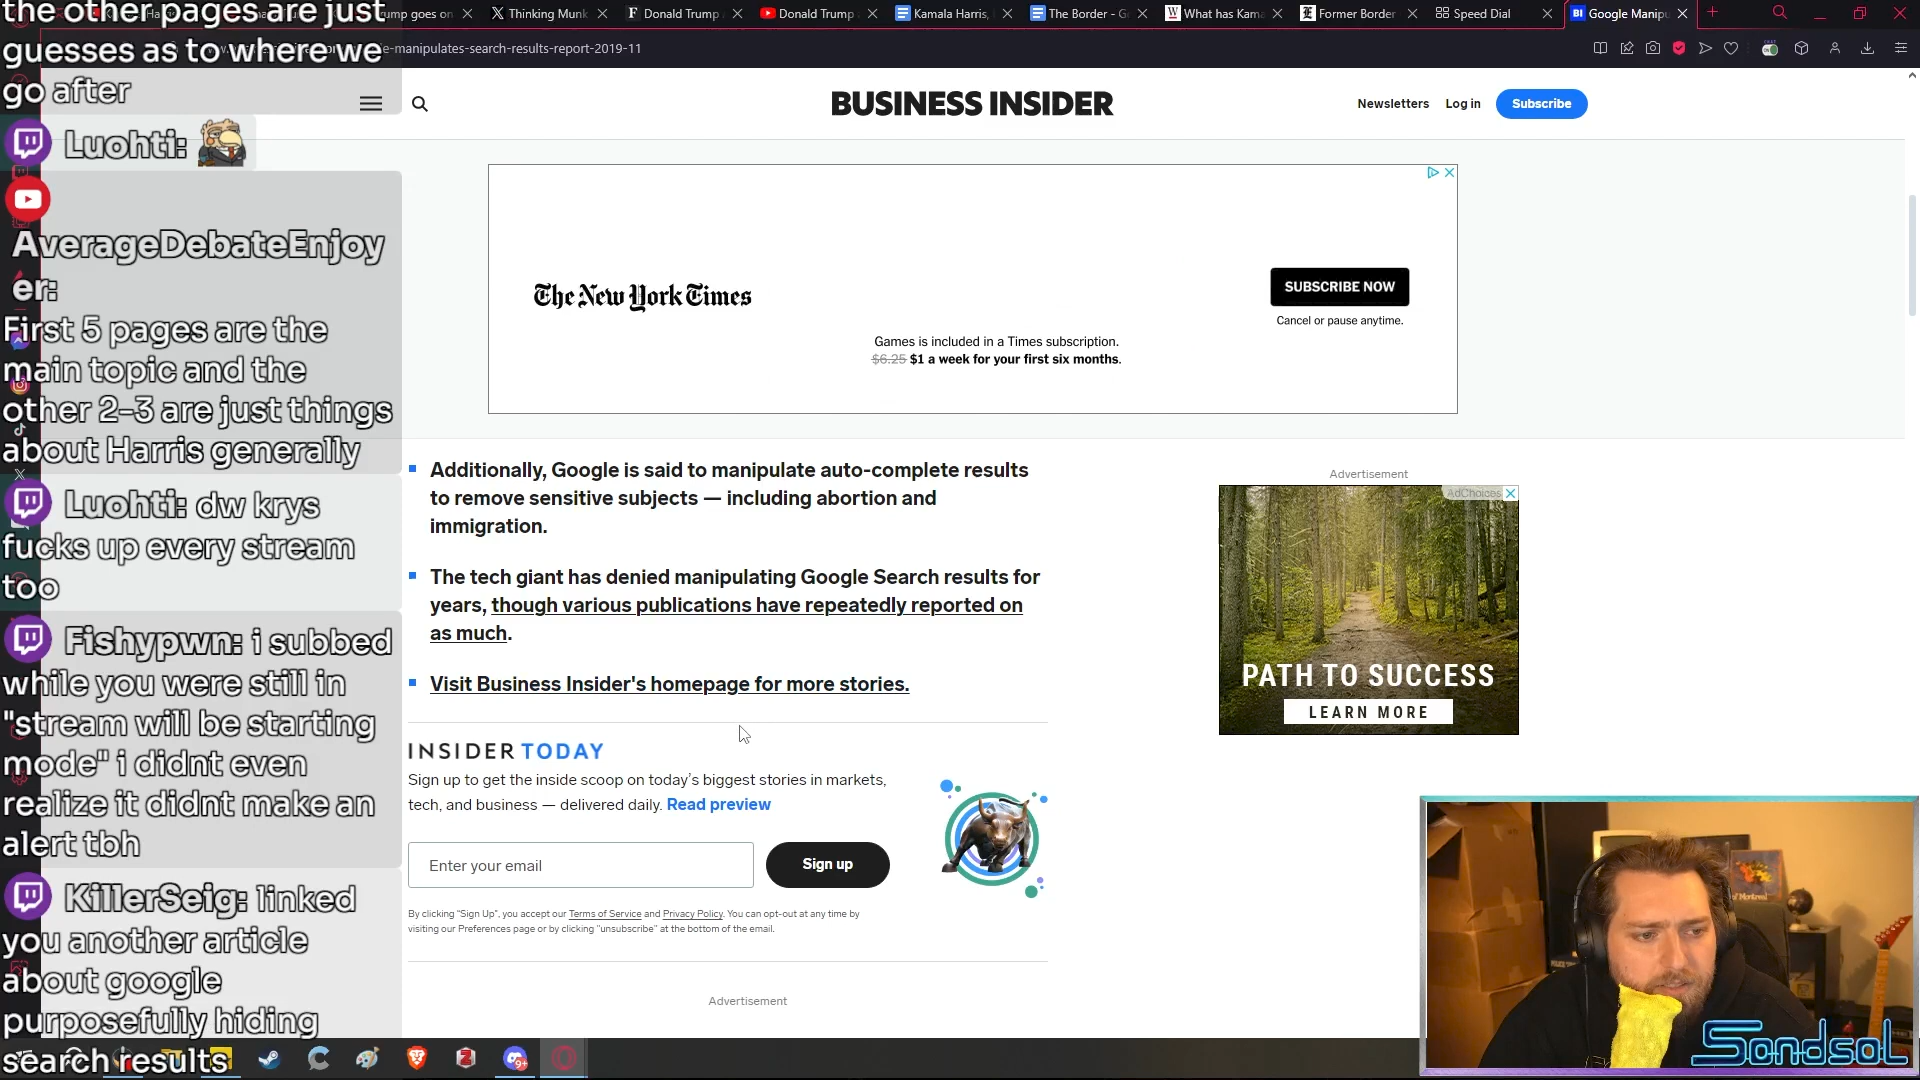 the other pages are just
guesses as to where we
go after
Luohti:
AverageDebateEnjoy
er:
First 5 pages are the
main topic and the
other 2-3 are just things
about Harris generally
Luohti: dw krys
fucks up every stream
too
Fishypwn: i subbed
while you were still in
"stream will be starting
mode" i didnt even
realize it didnt make an
alert tbh
KillerSeig: linked
you another article
about google
purposefully hiding
search results
Thinking Munk
Donald Trump
Donald Trump
Kamala Harris,
The Border - G
What has Kam
Former Border
Speed Dial
Google Manipu
e-manipulates-search-results-report-2019-11
BUSINESS INSIDER
Newsletters
Log in
Subscribe
The New York Times
SUBSCRIBE NOW
Cancel or pause anytime.
Games is included in a Times subscription.
$6.25 $1 a week for your first six months.
Additionally, Google is said to manipulate auto-complete results
to remove sensitive subjects — including abortion and
immigration.
The tech giant has denied manipulating Google Search results for
years, though various publications have repeatedly reported on
as much.
Visit Business Insider's homepage for more stories.
INSIDER TODAY
Sign up to get the inside scoop on today's biggest stories in markets,
tech, and business — delivered daily. Read preview
Enter your email
Sign up
By clicking "Sign Up", you accept our Terms of Service and Privacy Policy. You can opt-out at any time by
visiting our Preferences page or by clicking "unsubscribe" at the bottom of the email.
Advertisement
Advertisement
AdChoices
PATH TO SUCCESS
LEARN MORE
Sondsol